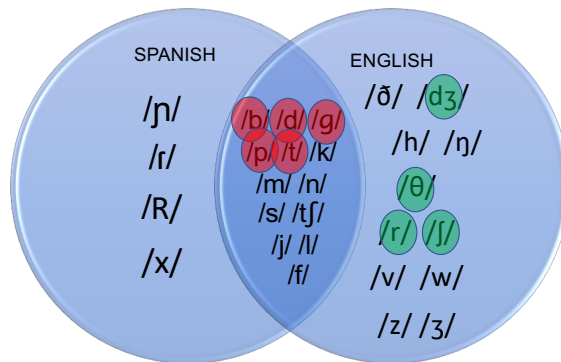 SPANISH
/ɲ/
/ɾ/
/R/
/x/
/b/ /d/ /g/
/p/ /t/ /k/
/m/ /n/
/s/ /tʃ/
/j/ /l/
/f/
ENGLISH
/ð/ /dʒ/
/h/ /ŋ/
/θ/
/r/ /ʃ/
/v/ /w/
/z/ /ʒ/